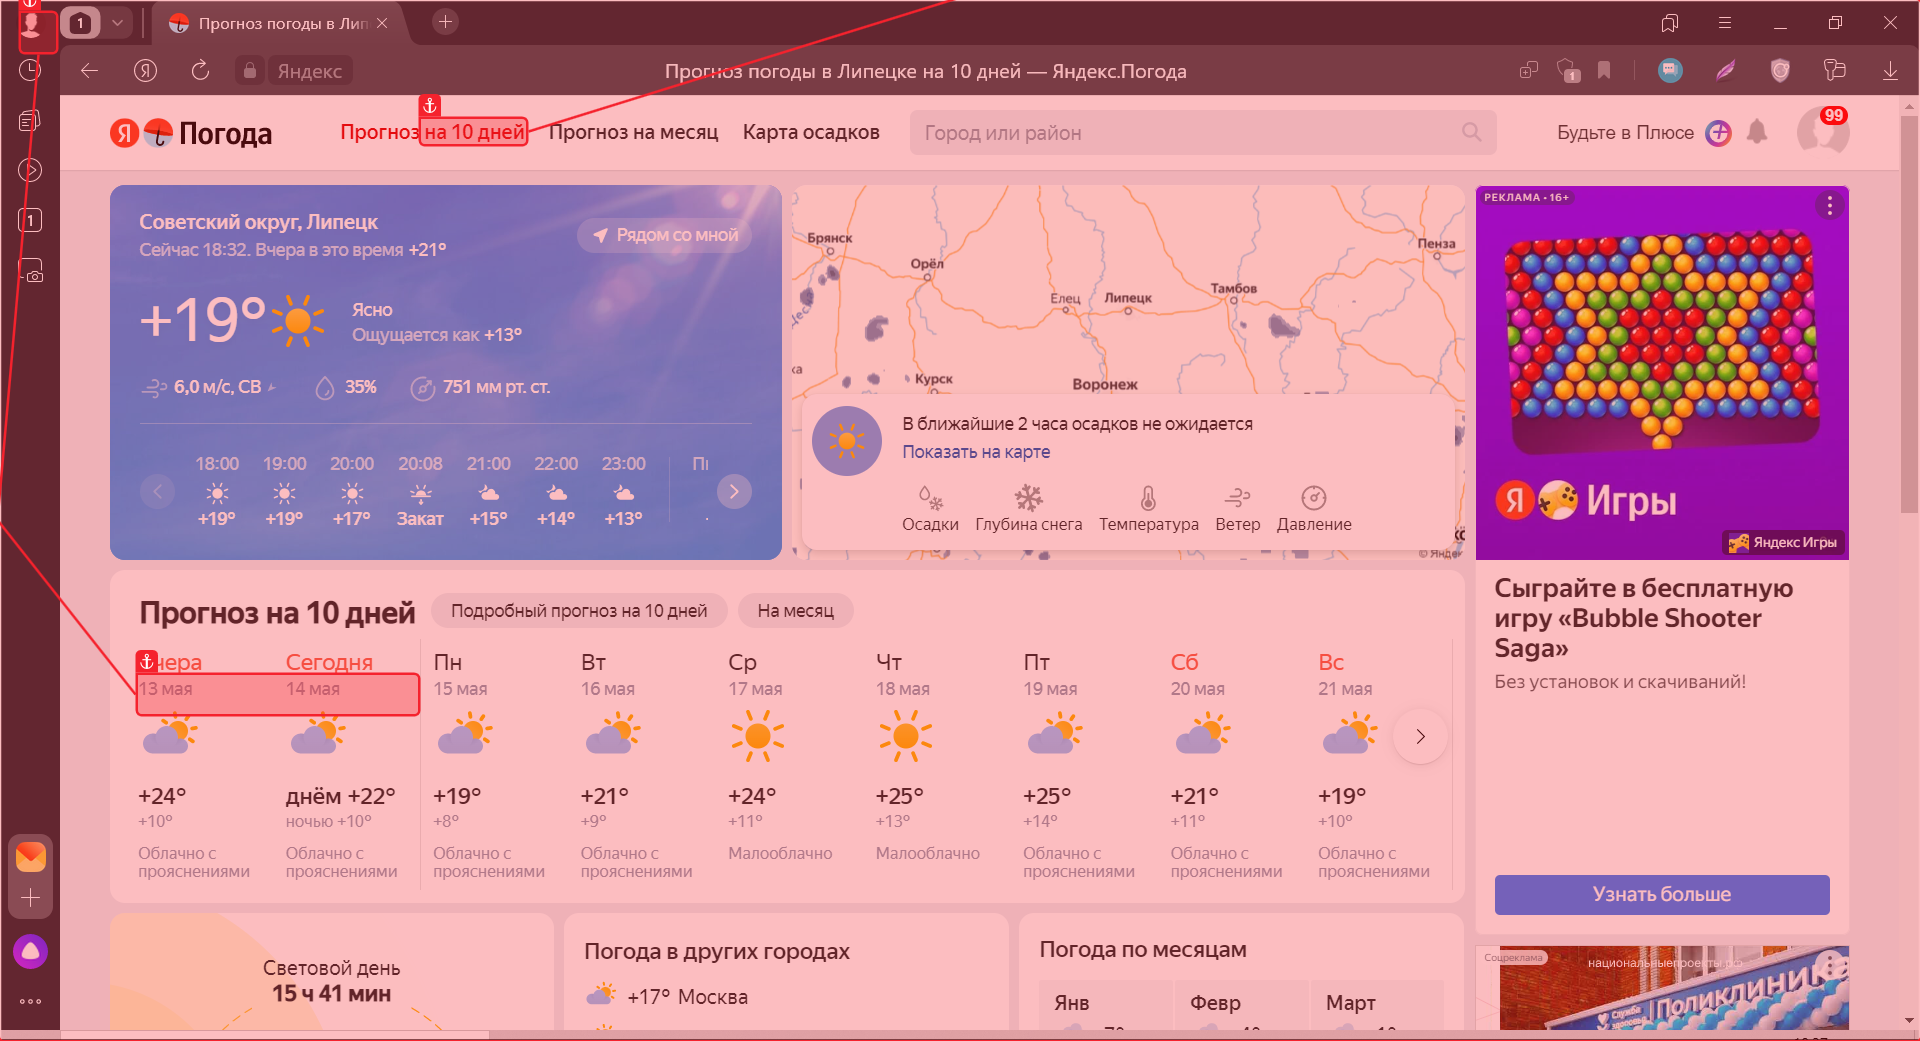 1
Прогноз погоды в Лип
Яндекс
Прогноз погоды в Липецке на 10 дней — Яндекс.Погода
1
1
Я Погода
Прогноз на 10 дней
Прогноз на месяц
Карта осадков
Город или район
Будьте в Плюсе
99
Советский округ, Липецк
Сейчас 18:32. Вчера в это время +21°
Рядом со мной
+19°
Ясно
Ощущается как +13°
6,0 м/с, СВ
35%
751 мм рт. ст.
18:00 19:00 20:00 20:08 21:00 22:00 23:00
+19° +19° +17° Закат +15° +14° +13°
Брянск
Орёл
Пенза
Елец
Липецк
Тамбов
Курск
Воронеж
В ближайшие 2 часа осадков не ожидается
Показать на карте
Осадки Глубина снега Температура Ветер Давление
РЕКЛАМА • 16+
Я Игры
Яндекс Игры
Сыграйте в бесплатную
игру «Bubble Shooter
Saga»
Без установок и скачиваний!
Узнать больше
Прогноз на 10 дней
Подробный прогноз на 10 дней
На месяц
Сегодня Пн Вт Ср Чт Пт Сб Вс
13 мая 14 мая 15 мая 16 мая 17 мая 18 мая 19 мая 20 мая 21 мая
+24° днём +22° +19° +21° +24° +25° +25° +21° +19°
+10° ночью +10° +8° +9° +11° +13° +14° +11° +10°
Облачно с Облачно с Облачно с Облачно с Малооблачно Малооблачно Облачно с Облачно с Облачно с
прояснениями прояснениями прояснениями прояснениями прояснениями прояснениями прояснениями
Световой день
15 ч 41 мин
Погода в других городах
+17° Москва
Погода по месяцам
Янв Февр Март
Соцреклама
национальныепроекты.рф
Служба
здоровья
Поликлиника